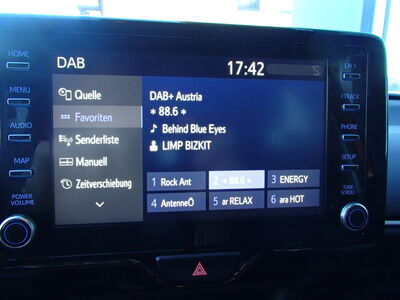 DAB
17:42
HOME
MENU
AUDIO
MAP
POWER
VOLUME
Quelle
Favoriten
Senderliste
Manuell
Zeitverschiebung
DAB+ Austria
* 88.6 *
Behind Blue Eyes
LIMP BIZKIT
1 Rock Ant
2 * 88.6 *
3 ENERGY
4 AntenneÖ
5 ar RELAX
6 ara HOT
CH >
< TRACK
PHONE
SETUP
TUNE
SCROLL